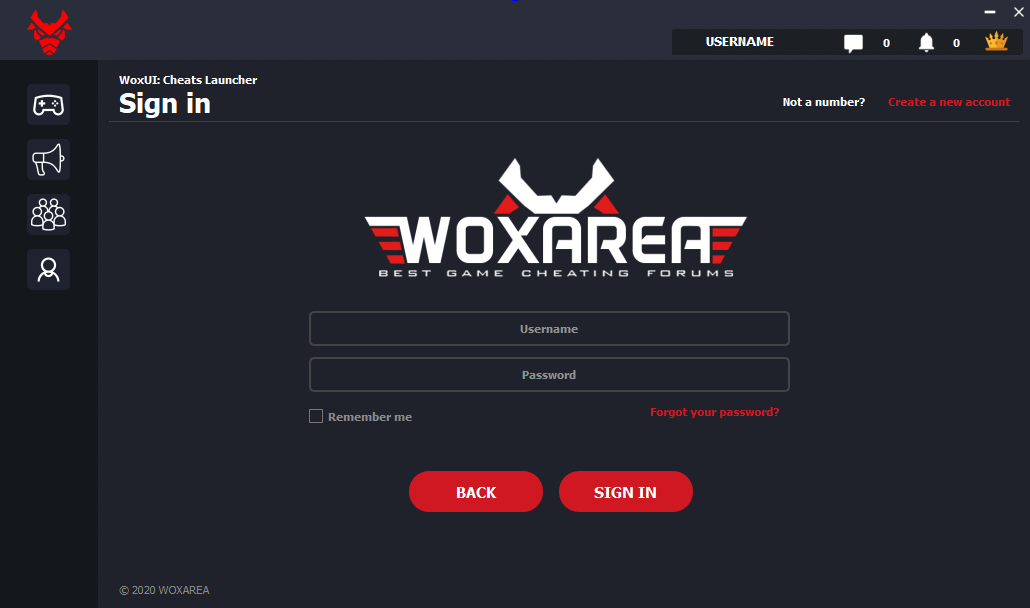 USERNAME
0
0
WoxUI: Cheats Launcher
Sign in
Not a number?
Create a new account
WOXAREA
BEST GAME CHEATING FORUMS
Username
Password
Remember me
Forgot your password?
BACK
SIGN IN
© 2020 WOXAREA